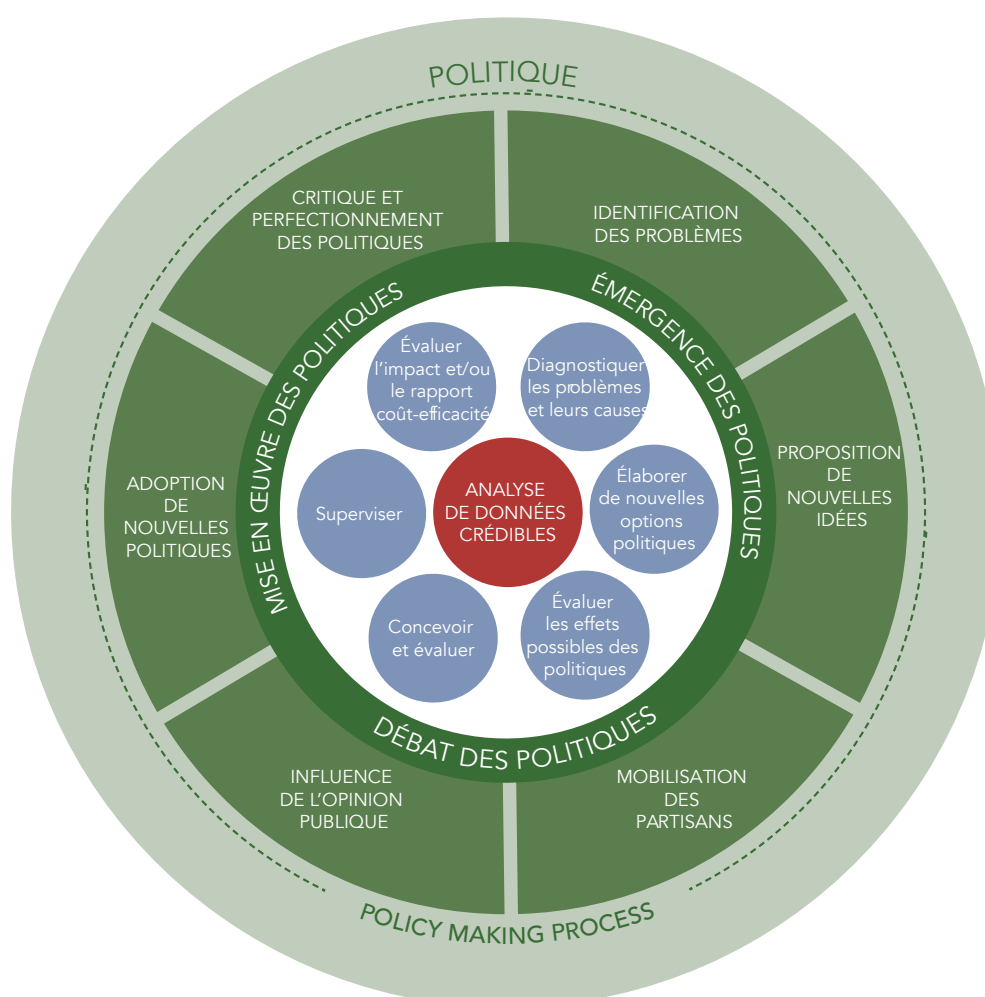 POLITIQUE
CRITIQUE ET
PERFECTIONNEMENT
DES POLITIQUES
IDENTIFICATION
DES PROBLÈMES
MISE EN ŒUVRE DES POLITIQUES
ÉMERGENCE DES POLITIQUES
Évaluer
l'impact et/ou
le rapport
coût-efficacité
Diagnostiquer
les problèmes
et leurs causes
ADOPTION
DE
NOUVELLES
POLITIQUES
Superviser
ANALYSE
DE DONNÉES
CRÉDIBLES
Élaborer
de nouvelles
options
politiques
PROPOSITION
DE
NOUVELLES
IDÉES
Concevoir
et évaluer
Évaluer
les effets
possibles des
politiques
DÉBAT DES POLITIQUES
INFLUENCE
DE L'OPINION
PUBLIQUE
MOBILISATION
DES
PARTISANS
POLICY MAKING PROCESS